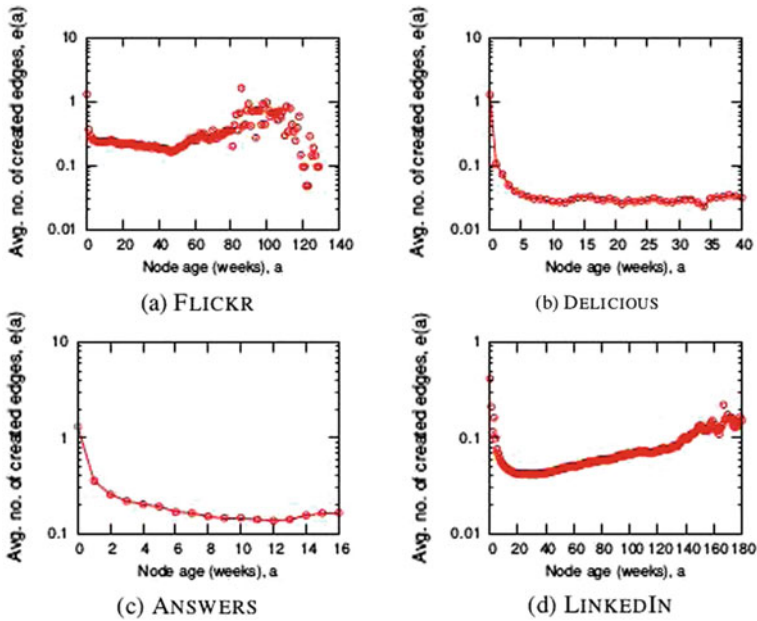 Avg. no. of created edges, e(a)
10
1
0.1
0.01
0 20 40 60 80 100 120 140
Node age (weeks), a
(a) FLICKR
Avg. no. of created edges, e(a)
10
1
0.1
0.01
0 5 10 15 20 25 30 35 40
Node age (weeks), a
(b) DELICIOUS
Avg. no. of created edges, e(a)
10
1
0.1
0 2 4 6 8 10 12 14 16
Node age (weeks), a
(c) ANSWERS
Avg. no. of created edges, e(a)
1
0.1
0.01
0 20 40 60 80 100 120 140 160 180
Node age (weeks), a
(d) LINKEDIN